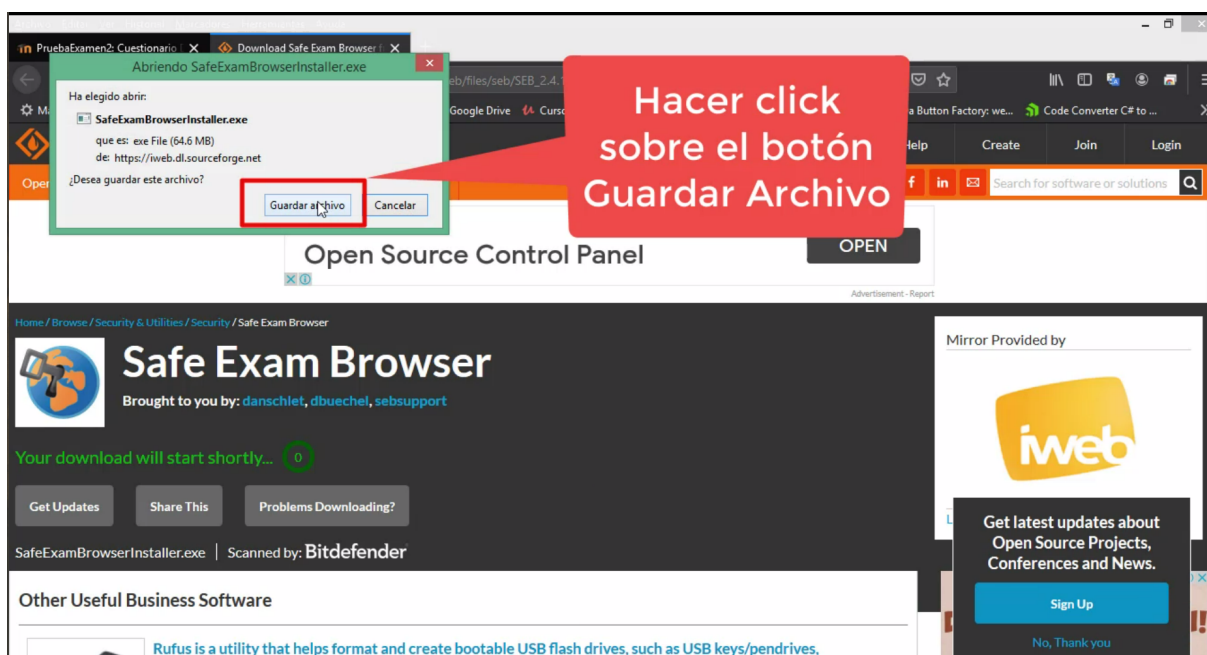 PruebaExamen2: Cuestionario
Download Safe Exam Browser f
Abriendo SafeExamBrowserInstaller.exe
Ha elegido abrir:
SafeExamBrowserInstaller.exe
que es: exe File (64.6 MB)
de: https://iweb.dl.sourceforge.net
¿Desea guardar este archivo?
Guardar archivo
Cancelar
Hacer click
sobre el botón
Guardar Archivo
eb/files/seb/SEB_2.4.1
Google Drive
a Button Factory: we...
Code Converter C# to ...
Help
Create
Join
Login
Search for software or solutions
Open Source Control Panel
OPEN
Advertisement - Report
Home / Browse / Security & Utilities / Security / Safe Exam Browser
Safe Exam Browser
Brought to you by: danschlet, dbuechel, sebsupport
Your download will start shortly... 0
Get Updates
Share This
Problems Downloading?
SafeExamBrowserInstaller.exe | Scanned by: Bitdefender
Mirror Provided by
iweb
Get latest updates about
Open Source Projects,
Conferences and News.
Sign Up
No, Thank you
Other Useful Business Software
Rufus is a utility that helps format and create bootable USB flash drives, such as USB keys/pendrives,